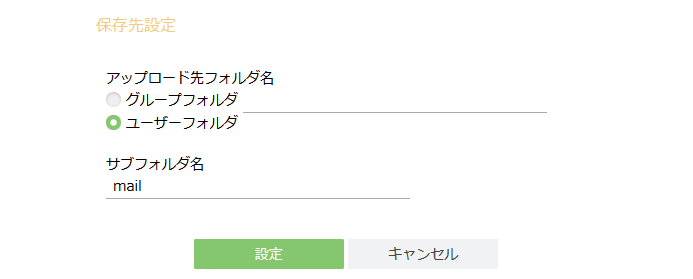 保存先設定
アップロード先フォルダ名
グループフォルダ
ユーザーフォルダ
サブフォルダ名
mail
設定 キャンセル